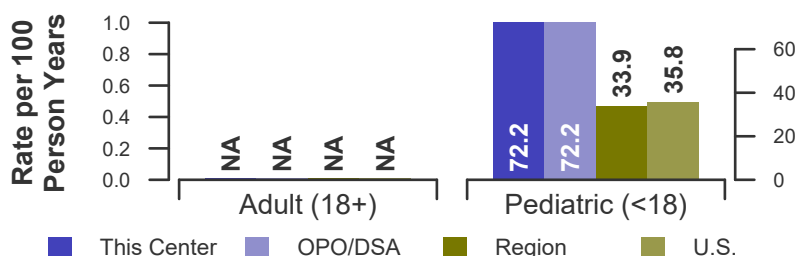 Rate per 100
Person Years
1.0
0.8
0.6
0.4
0.2
0.0
NA NA NA NA
72.2 72.2 33.9 35.8
60
40
20
0
Adult (18+) Pediatric (<18)
This Center OPO/DSA Region U.S.